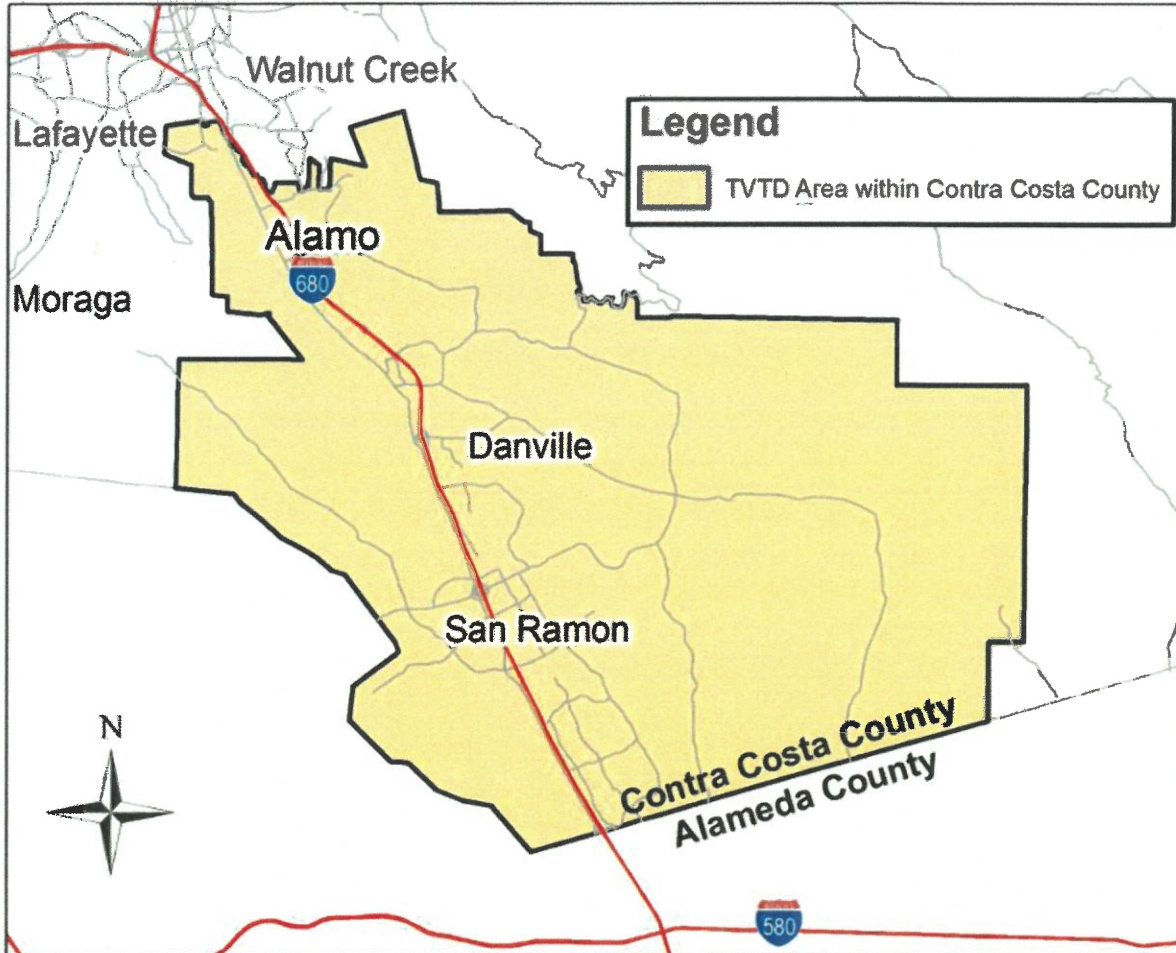 Walnut Creek
Legend
Lafayette
TVTD Area within Contra Costa County
Alamo
680
Moraga
Danville
San Ramon
N
Contra Costa County
Alameda County
580